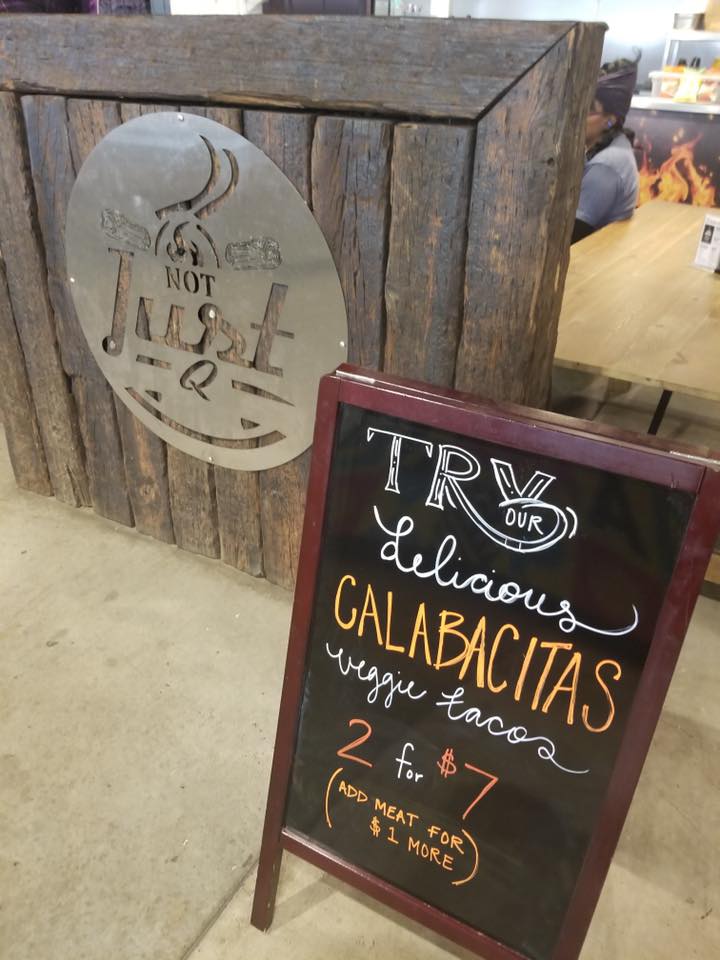 NOT
Just
Q
TRY
OUR
delicious
CALABACITAS
veggie tacos
2 for $7
(ADD MEAT FOR
$1 MORE)